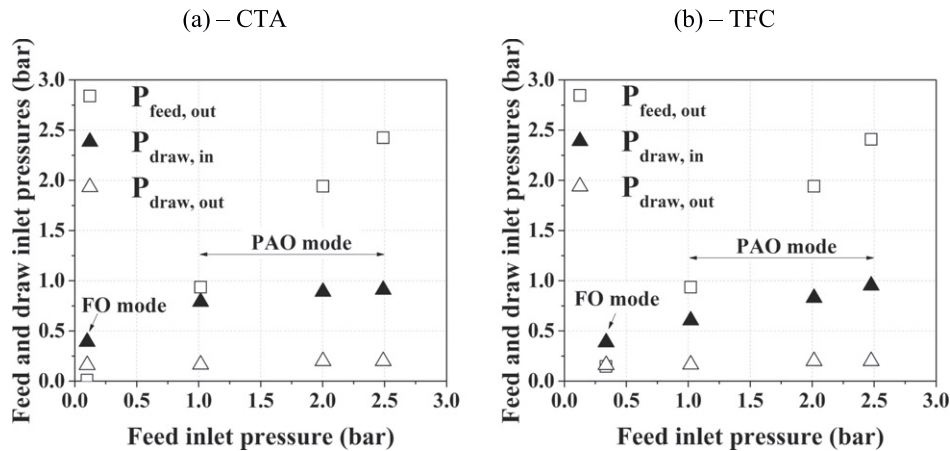 (a) – CTA
Feed and draw inlet pressures (bar)
3.0
2.5
2.0
1.5
1.0
0.5
0.0
P feed, out
P draw, in
P draw, out
PAO mode
FO mode
0.0 0.5 1.0 1.5 2.0 2.5 3.0
Feed inlet pressure (bar)
(b) – TFC
Feed and draw inlet pressures (bar)
3.0
2.5
2.0
1.5
1.0
0.5
0.0
P feed, out
P draw, in
P draw, out
PAO mode
FO mode
0.0 0.5 1.0 1.5 2.0 2.5 3.0
Feed inlet pressure (bar)